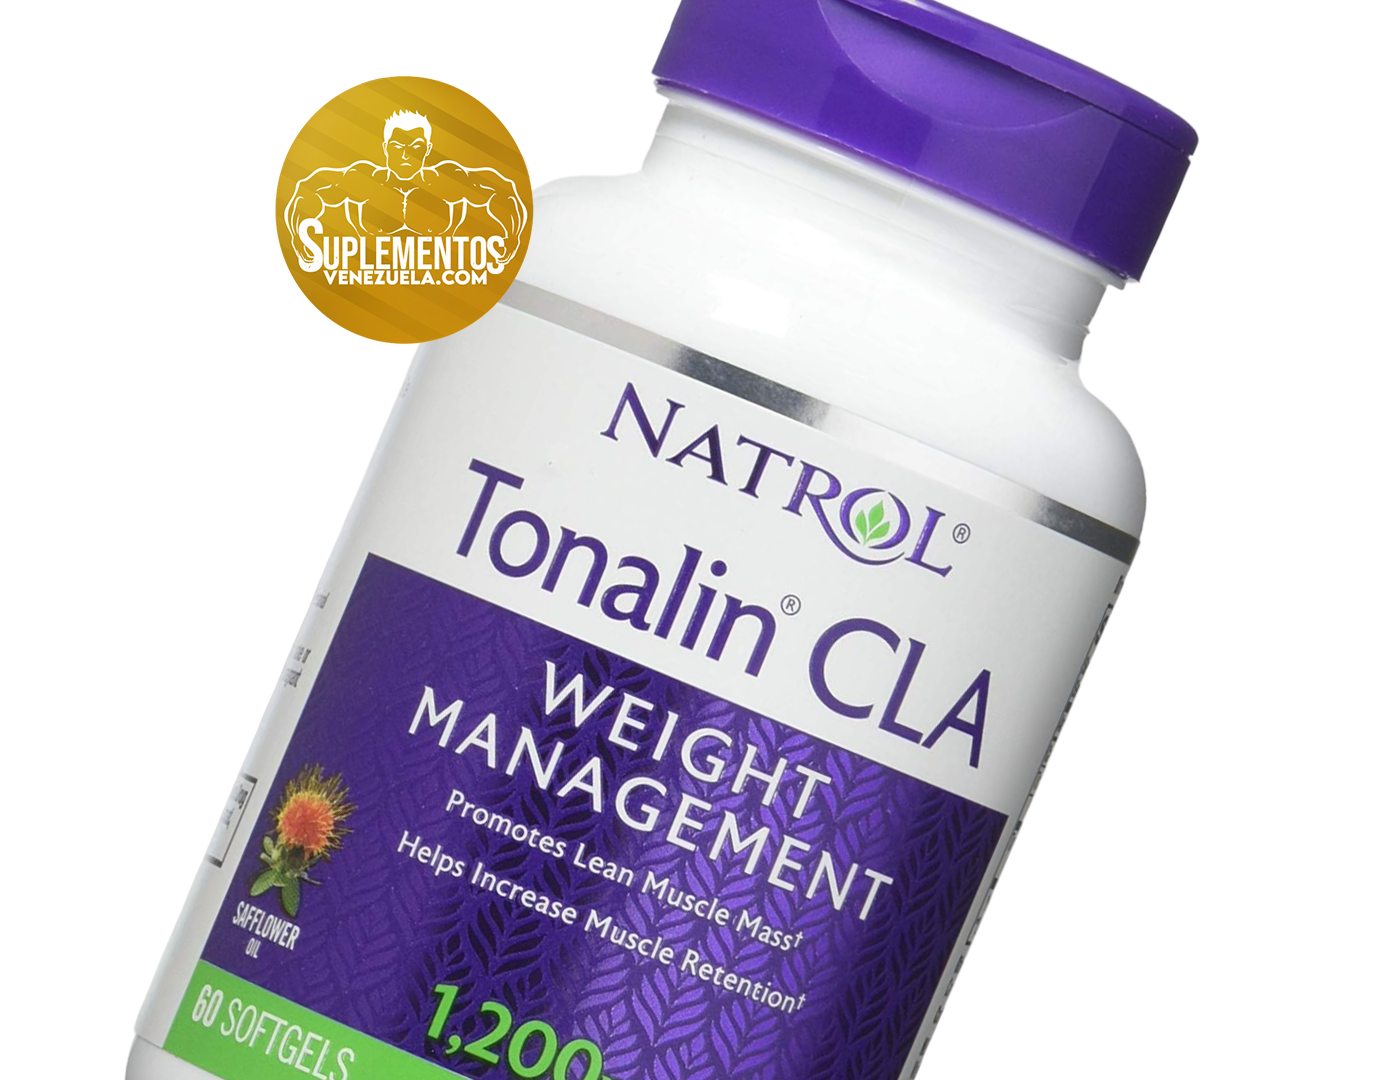 SUPLEMENTOS
VENEZUELA.COM
NATROL®
Tonalin® CLA
WEIGHT
MANAGEMENT
Promotes Lean Muscle Mass†
Helps Increase Muscle Retention†
SAFFLOWER
OIL
1,200
60 SOFTGELS